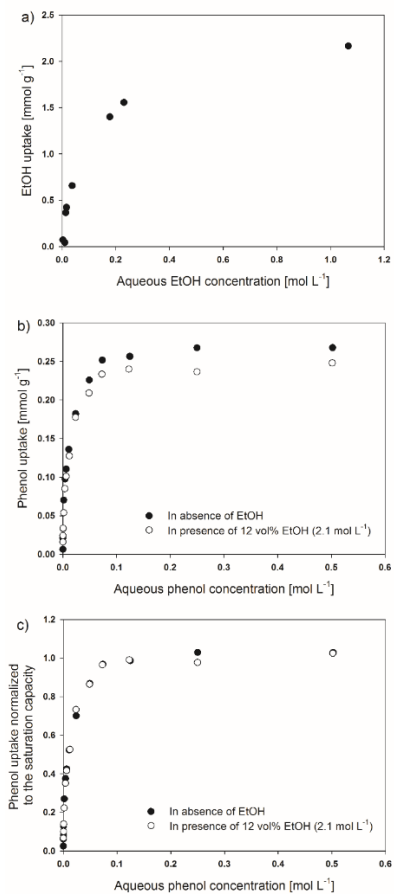 a)
2.5
2.0
1.5
1.0
0.5
0.0
EtOH uptake [mmol g⁻¹]
0.0 0.2 0.4 0.6 0.8 1.0 1.2
Aqueous EtOH concentration [mol L⁻¹]
b)
0.30
0.25
0.20
0.15
0.10
0.05
0.00
Phenol uptake [mmol g⁻¹]
In absence of EtOH
In presence of 12 vol% EtOH (2.1 mol L⁻¹)
0.0 0.1 0.2 0.3 0.4 0.5 0.6
Aqueous phenol concentration [mol L⁻¹]
c)
1.2
1.0
0.8
0.6
0.4
0.2
0.0
Phenol uptake normalized
to the saturation capacity
In absence of EtOH
In presence of 12 vol% EtOH (2.1 mol L⁻¹)
0.0 0.1 0.2 0.3 0.4 0.5 0.6
Aqueous phenol concentration [mol L⁻¹]